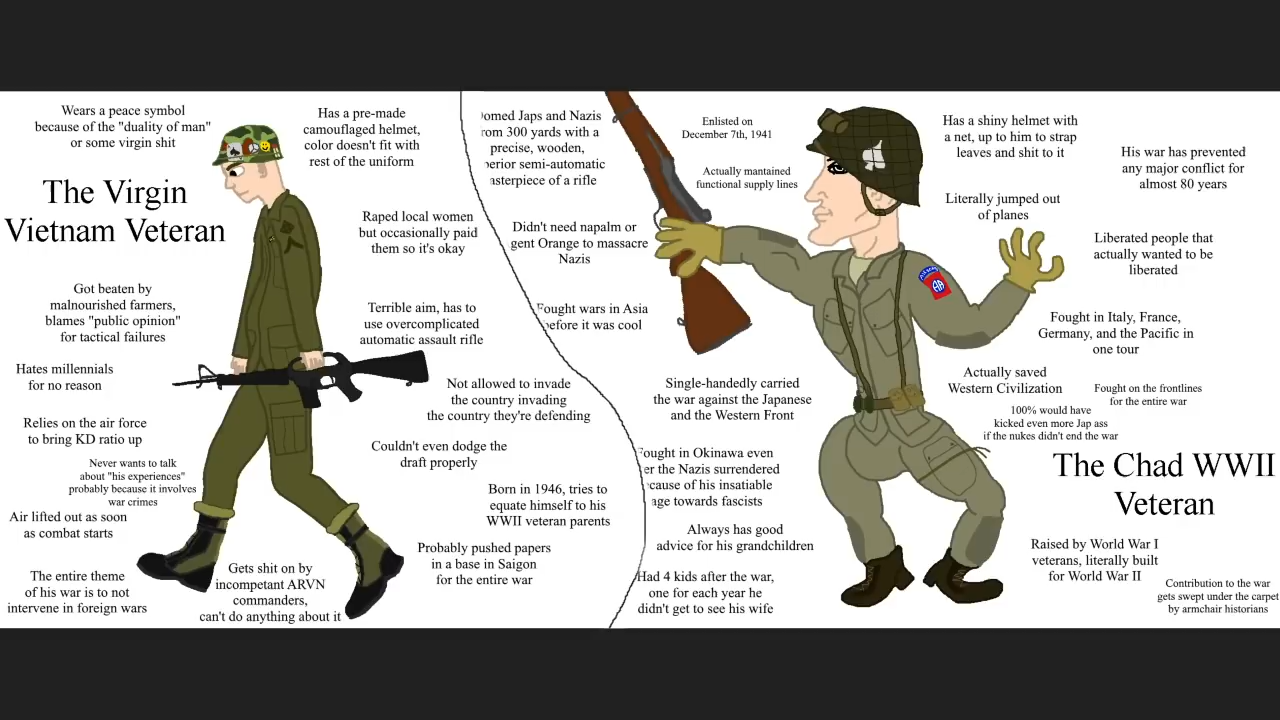 Wears a peace symbol
because of the "duality of man"
or some virgin shit
The Virgin
Vietnam Veteran
Has a pre-made
camouflaged helmet,
color doesn't fit with
rest of the uniform
Raped local women
but occasionally paid
them so it's okay
Got beaten by
malnourished farmers,
blames "public opinion"
for tactical failures
Terrible aim, has to
use overcomplicated
automatic assault rifle
Hates millennials
for no reason
Not allowed to invade
the country invading
the country they're defending
Relies on the air force
to bring KD ratio up
Couldn't even dodge the
draft properly
Never wants to talk
about "his experiences"
probably because it involves
war crimes
Born in 1946, tries to
equate himself to his
WWII veteran parents
Air lifted out as soon
as combat starts
Probably pushed papers
in a base in Saigon
for the entire war
The entire theme
of his war is to not
intervene in foreign wars
Gets shit on by
incompetant ARVN
commanders,
can't do anything about it
omed Japs and Nazis
rom 300 yards with a
precise, wooden,
perior semi-automatic
asterpiece of a rifle
Enlisted on
December 7th, 1941
Actually mantained
functional supply lines
Has a shiny helmet with
a net, up to him to strap
leaves and shit to it
His war has prevented
any major conflict for
almost 80 years
Literally jumped out
of planes
Didn't need napalm or
gent Orange to massacre
Nazis
Liberated people that
actually wanted to be
liberated
AIRBORNE
AA
Fought wars in Asia
before it was cool
Fought in Italy, France,
Germany, and the Pacific in
one tour
Single-handedly carried
the war against the Japanese
and the Western Front
Actually saved
Western Civilization
Fought on the frontlines
for the entire war
100% would have
kicked even more Jap ass
if the nukes didn't end the war
Fought in Okinawa even
er the Nazis surrendered
cause of his insatiable
age towards fascists
The Chad WWII
Veteran
Always has good
advice for his grandchildren
Raised by World War I
veterans, literally built
for World War II
Had 4 kids after the war,
one for each year he
didn't get to see his wife
Contribution to the war
gets swept under the carpet
by armchair historians